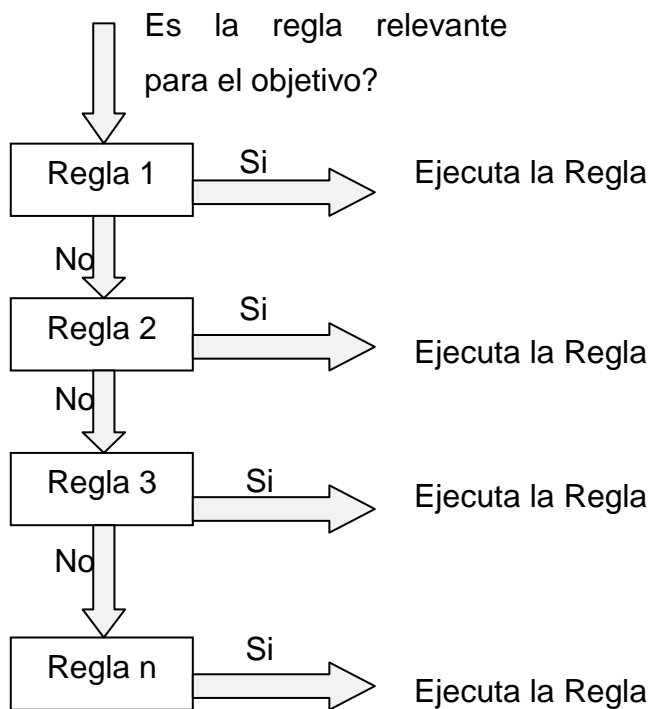 Es la regla relevante
para el objetivo?
Regla 1
Si
Ejecuta la Regla
No
Regla 2
Si
Ejecuta la Regla
No
Regla 3
Si
Ejecuta la Regla
No
Regla n
Si
Ejecuta la Regla